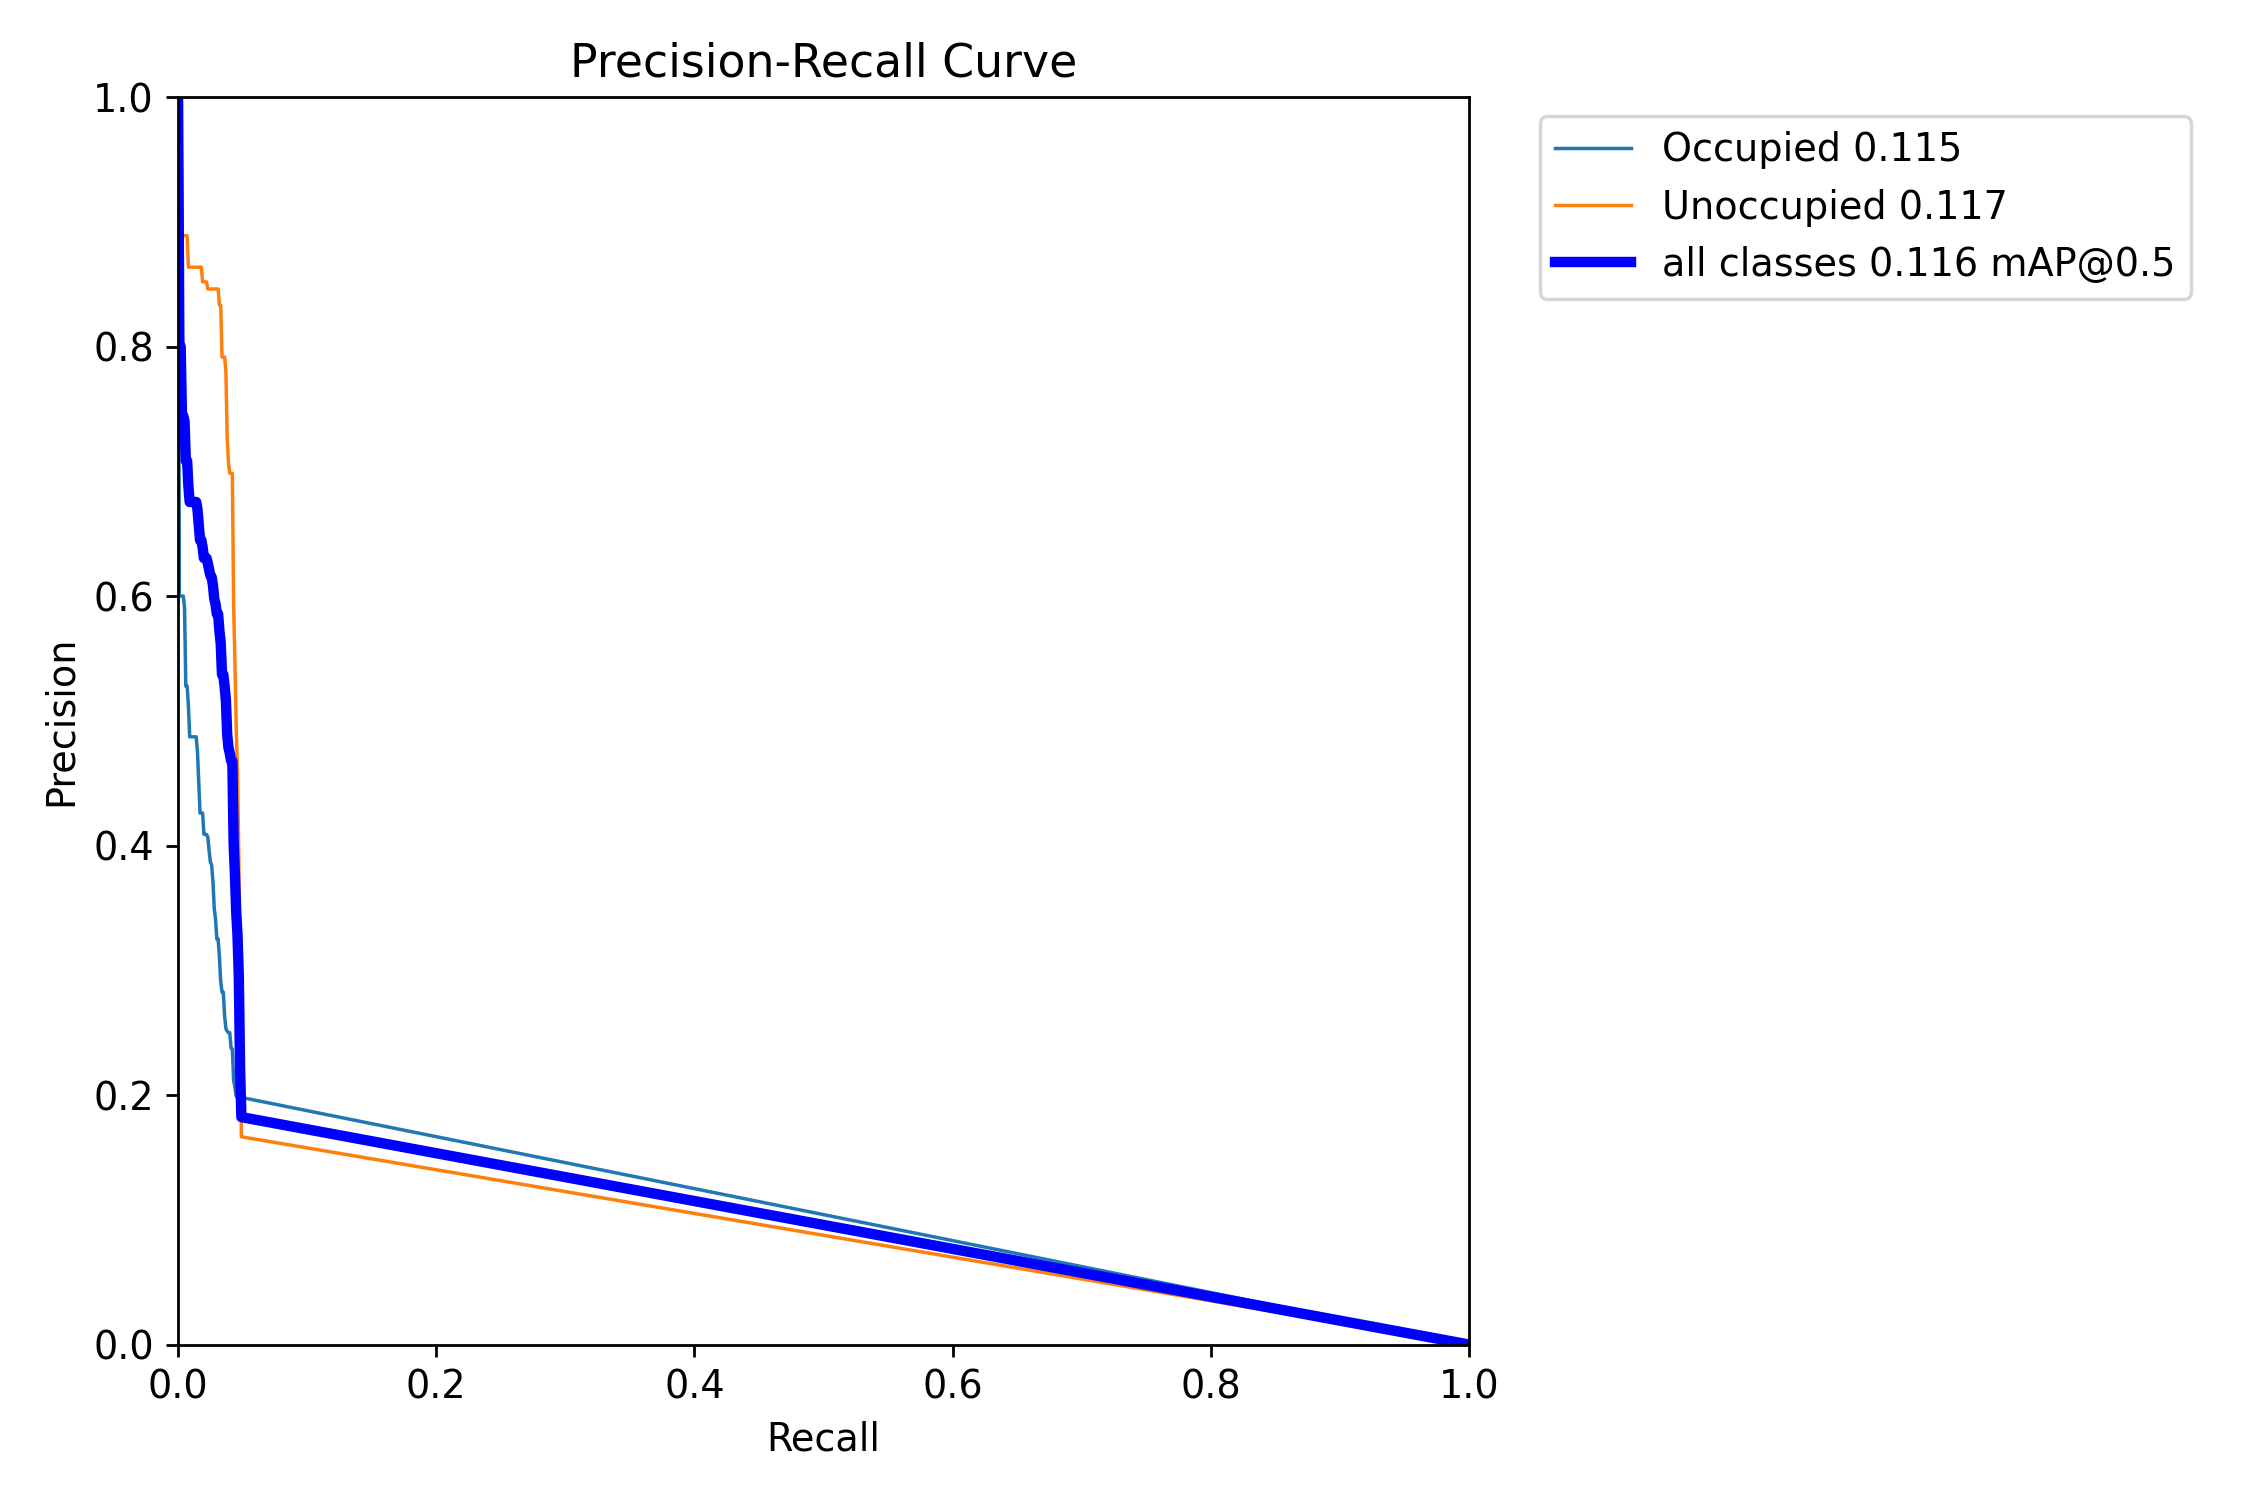 Precision-Recall Curve
1.0
0.8
0.6
0.4
0.2
0.0
Precision
0.0 0.2 0.4 0.6 0.8 1.0
Recall
Occupied 0.115
Unoccupied 0.117
all classes 0.116 mAP@0.5